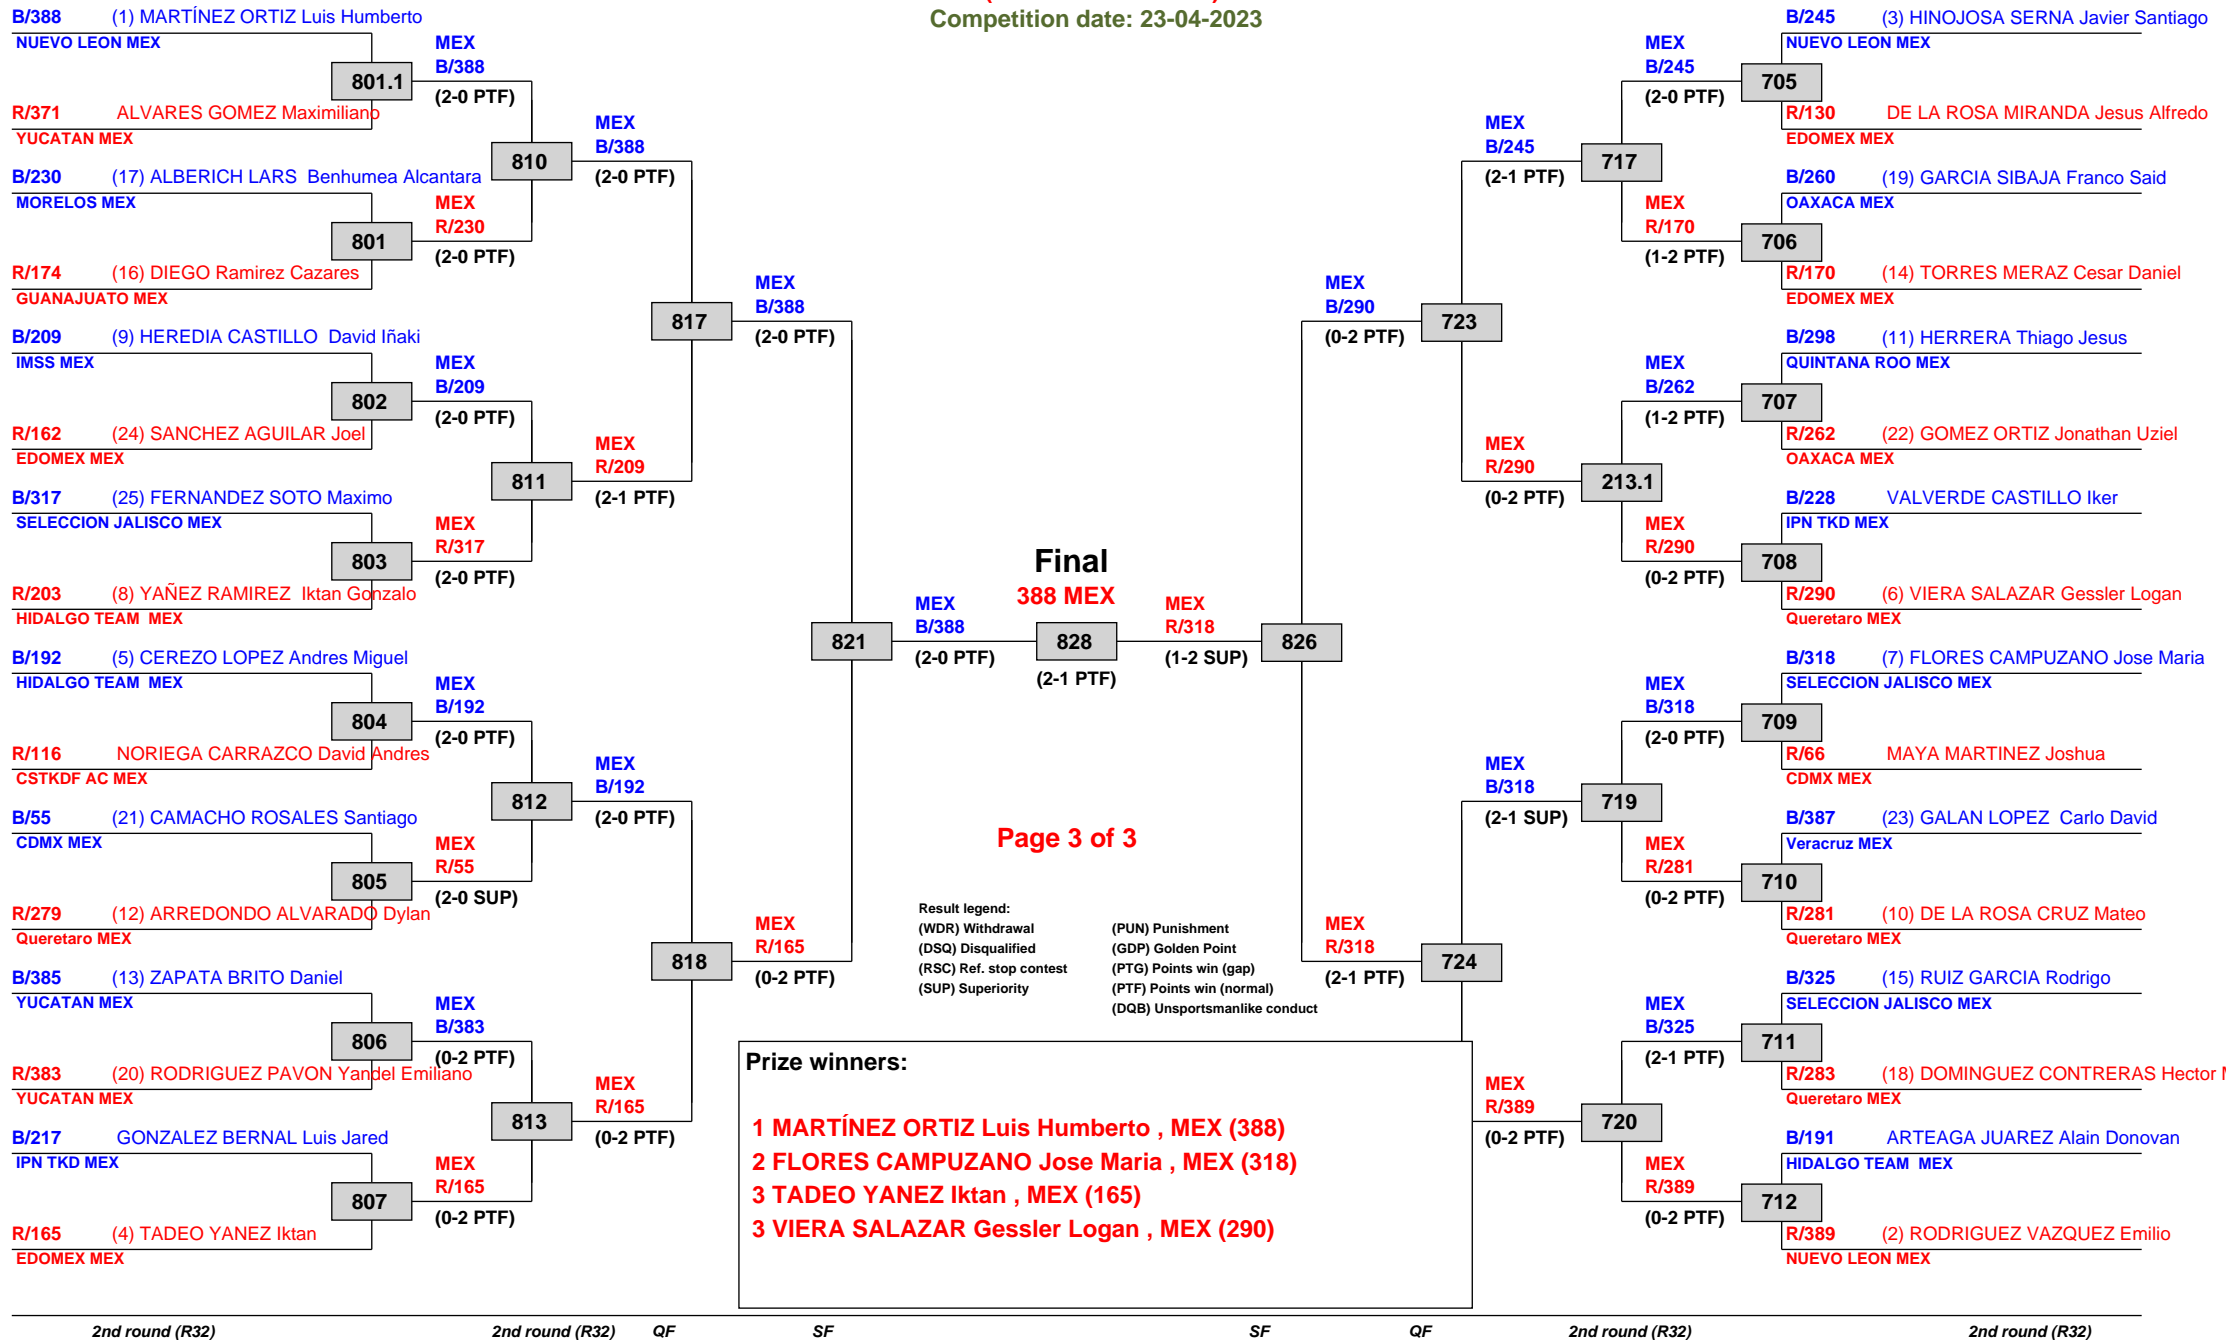 Competition date: 23-04-2023
B/388 (1) MARTÍNEZ ORTIZ Luis Humberto
NUEVO LEON MEX
801.1
MEX
B/388
(2-0 PTF)
R/371 ALVARES GOMEZ Maximiliano
YUCATAN MEX
810
MEX
B/388
(2-0 PTF)
B/230 (17) ALBERICH LARS Benhumea Alcantara
MORELOS MEX
801
MEX
R/230
(2-0 PTF)
R/174 (16) DIEGO Ramirez Cazares
GUANAJUATO MEX
817
MEX
B/388
(2-0 PTF)
B/209 (9) HEREDIA CASTILLO David Iñaki
IMSS MEX
802
MEX
B/209
(2-0 PTF)
R/162 (24) SANCHEZ AGUILAR Joel
EDOMEX MEX
811
MEX
R/209
(2-1 PTF)
B/317 (25) FERNANDEZ SOTO Maximo
SELECCION JALISCO MEX
803
MEX
R/317
(2-0 PTF)
R/203 (8) YAÑEZ RAMIREZ Iktan Gonzalo
HIDALGO TEAM MEX
821
MEX
B/388
(2-0 PTF)
B/192 (5) CEREZO LOPEZ Andres Miguel
HIDALGO TEAM MEX
804
MEX
B/192
(2-0 PTF)
R/116 NORIEGA CARRAZCO David Andres
CSTKDF AC MEX
812
MEX
B/192
(2-0 PTF)
B/55 (21) CAMACHO ROSALES Santiago
CDMX MEX
805
MEX
R/55
(2-0 SUP)
R/279 (12) ARREDONDO ALVARADO Dylan
Queretaro MEX
818
MEX
R/165
(0-2 PTF)
B/385 (13) ZAPATA BRITO Daniel
YUCATAN MEX
806
MEX
B/383
(0-2 PTF)
R/383 (20) RODRIGUEZ PAVON Yandel Emiliano
YUCATAN MEX
813
MEX
R/165
(0-2 PTF)
B/217 GONZALEZ BERNAL Luis Jared
IPN TKD MEX
807
MEX
R/165
(0-2 PTF)
R/165 (4) TADEO YANEZ Iktan
EDOMEX MEX
Final
388 MEX
828
(2-1 PTF)
MEX
R/318
(1-2 SUP)
826
Page 3 of 3
Result legend:
(WDR) Withdrawal (PUN) Punishment
(DSQ) Disqualified (GDP) Golden Point
(RSC) Ref. stop contest (PTG) Points win (gap)
(SUP) Superiority (PTF) Points win (normal)
(DQB) Unsportsmanlike conduct
B/245 (3) HINOJOSA SERNA Javier Santiago
NUEVO LEON MEX
705
MEX
B/245
(2-0 PTF)
R/130 DE LA ROSA MIRANDA Jesus Alfredo
EDOMEX MEX
717
MEX
B/245
(2-1 PTF)
B/260 (19) GARCIA SIBAJA Franco Said
OAXACA MEX
706
MEX
R/170
(1-2 PTF)
R/170 (14) TORRES MERAZ Cesar Daniel
EDOMEX MEX
723
MEX
B/290
(0-2 PTF)
B/298 (11) HERRERA Thiago Jesus
QUINTANA ROO MEX
707
MEX
B/262
(1-2 PTF)
R/262 (22) GOMEZ ORTIZ Jonathan Uziel
OAXACA MEX
213.1
MEX
R/290
(0-2 PTF)
B/228 VALVERDE CASTILLO Iker
IPN TKD MEX
708
MEX
R/290
(0-2 PTF)
R/290 (6) VIERA SALAZAR Gessler Logan
Queretaro MEX
B/318 (7) FLORES CAMPUZANO Jose Maria
SELECCION JALISCO MEX
709
MEX
B/318
(2-0 PTF)
R/66 MAYA MARTINEZ Joshua
CDMX MEX
719
MEX
B/318
(2-1 SUP)
B/387 (23) GALAN LOPEZ Carlo David
Veracruz MEX
710
MEX
R/281
(0-2 PTF)
R/281 (10) DE LA ROSA CRUZ Mateo
Queretaro MEX
724
MEX
R/318
(2-1 PTF)
B/325 (15) RUIZ GARCIA Rodrigo
SELECCION JALISCO MEX
711
MEX
B/325
(2-1 PTF)
R/283 (18) DOMINGUEZ CONTRERAS Hector
Queretaro MEX
720
MEX
R/389
(0-2 PTF)
B/191 ARTEAGA JUAREZ Alain Donovan
HIDALGO TEAM MEX
712
MEX
R/389
(0-2 PTF)
R/389 (2) RODRIGUEZ VAZQUEZ Emilio
NUEVO LEON MEX
Prize winners:
1 MARTÍNEZ ORTIZ Luis Humberto , MEX (388)
2 FLORES CAMPUZANO Jose Maria , MEX (318)
3 TADEO YANEZ Iktan , MEX (165)
3 VIERA SALAZAR Gessler Logan , MEX (290)
2nd round (R32) 2nd round (R32) QF SF SF QF 2nd round (R32) 2nd round (R32)